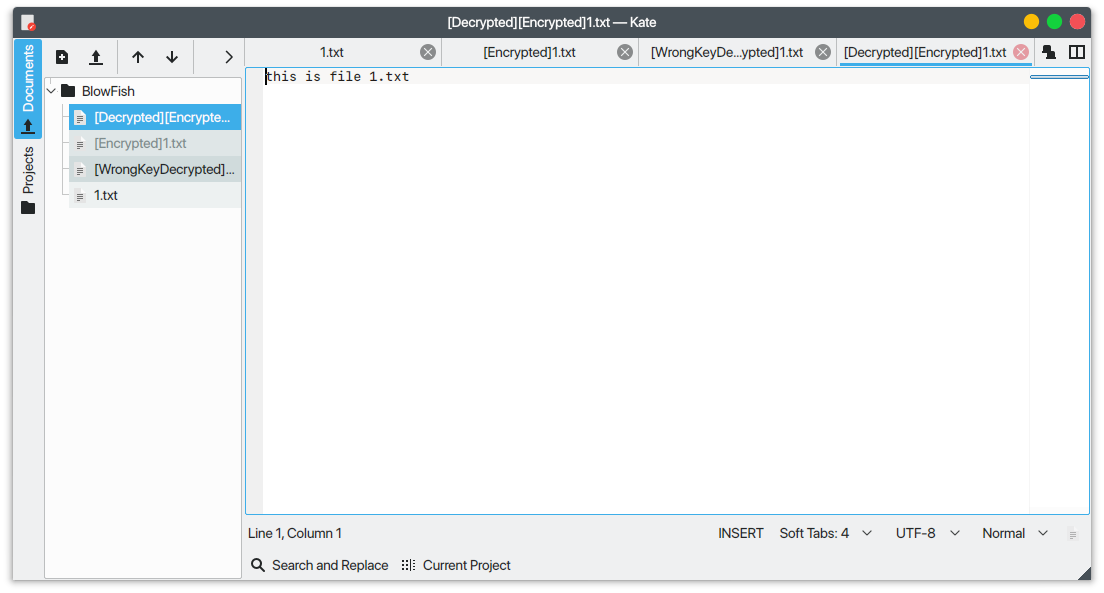 [Decrypted][Encrypted]1.txt — Kate
1.txt
[Encrypted]1.txt
[WrongKeyDe...ypted]1.txt
[Decrypted][Encrypted]1.txt
Documents
Projects
BlowFish
[Decrypted][Encrypte...
[Encrypted]1.txt
[WrongKeyDecrypted]...
1.txt
this is file 1.txt
Line 1, Column 1
INSERT
Soft Tabs: 4
UTF-8
Normal
Search and Replace
Current Project